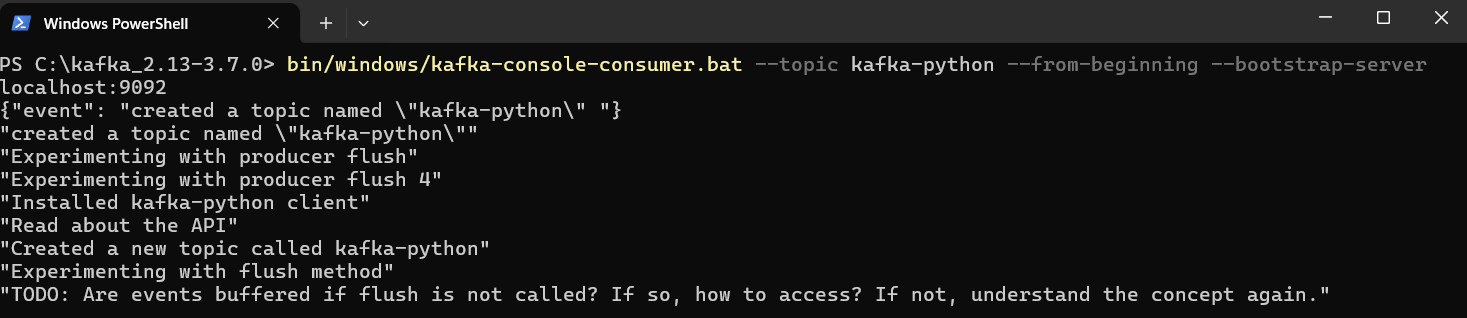 Windows PowerShell
PS C:\kafka_2.13-3.7.0> bin/windows/kafka-console-consumer.bat --topic kafka-python --from-beginning --bootstrap-server
localhost:9092
{"event": "created a topic named \"kafka-python\" "}
"created a topic named \"kafka-python\""
"Experimenting with producer flush"
"Experimenting with producer flush 4"
"Installed kafka-python client"
"Read about the API"
"Created a new topic called kafka-python"
"Experimenting with flush method"
"TODO: Are events buffered if flush is not called? If so, how to access? If not, understand the concept again."